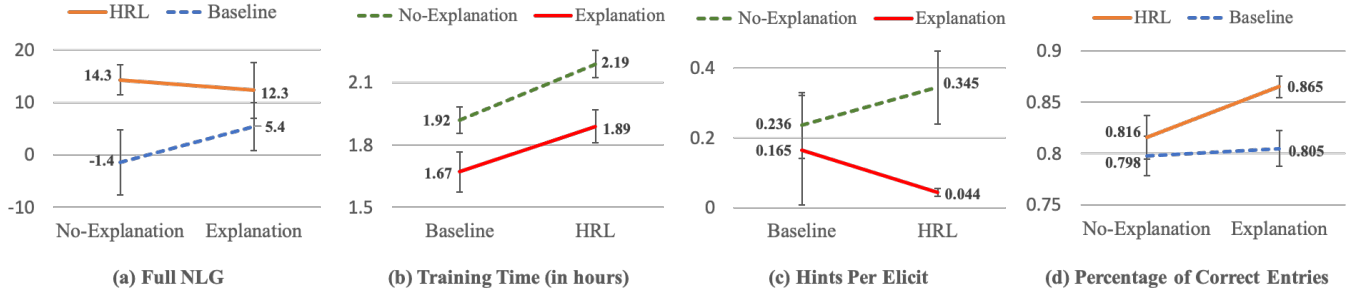 HRL Baseline
20
10
0
-10
14.3
12.3
5.4
-1.4
No-Explanation Explanation
(a) Full NLG
No-Explanation Explanation
2.1
1.8
1.5
2.19
1.92
1.89
1.67
Baseline HRL
(b) Training Time (in hours)
No-Explanation Explanation
0.4
0.2
0
0.345
0.236
0.165
0.044
Baseline HRL
(c) Hints Per Elicit
HRL Baseline
0.9
0.85
0.8
0.75
0.865
0.816
0.798
0.805
No-Explanation Explanation
(d) Percentage of Correct Entries